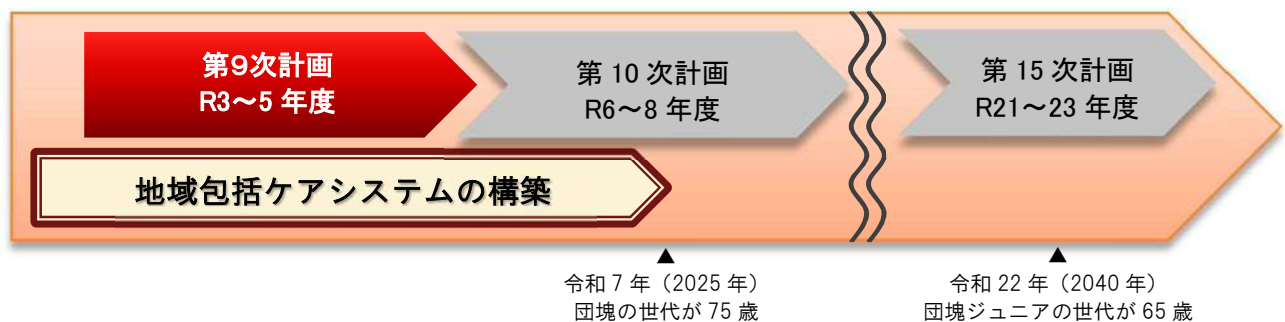 第9次計画
R3～5 年度
第 10 次計画
R6～8 年度
第 15 次計画
R21～23 年度
地域包括ケアシステムの構築
▲
令和 7 年（2025 年）
団塊の世代が 75 歳
▲
令和 22 年（2040 年）
団塊ジュニアの世代が 65 歳